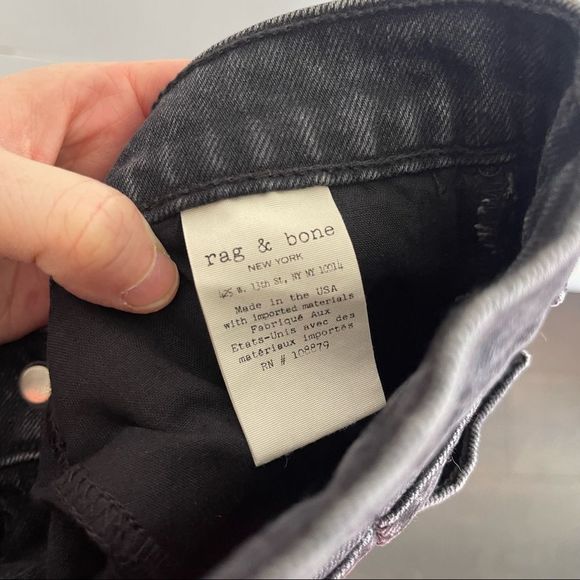 rag & bone
NEW YORK
425 W. 13th St, NY NY 10014
Made in the USA
with imported materials
Fabriqué Aux
Etats-Unis avec des
matériaux importés
RN # 108879